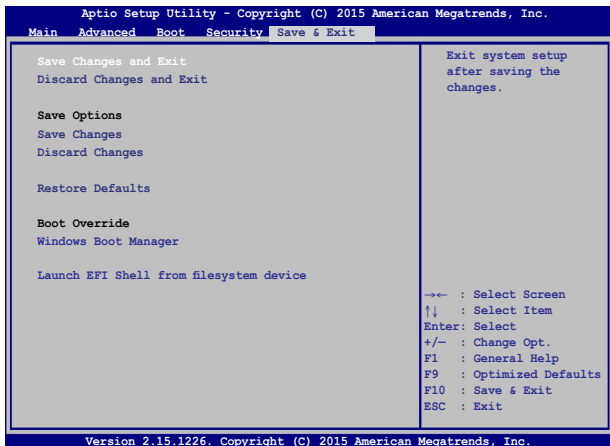 Aptio Setup Utility - Copyright (C) 2015 American Megatrends, Inc.
Main Advanced Boot Security Save & Exit
Save Changes and Exit
Discard Changes and Exit
Save Options
Save Changes
Discard Changes
Restore Defaults
Boot Override
Windows Boot Manager
Launch EFI Shell from filesystem device
Exit system setup
after saving the
changes.
→← : Select Screen
↑↓ : Select Item
Enter: Select
+/— : Change Opt.
F1 : General Help
F9 : Optimized Defaults
F10 : Save & Exit
ESC : Exit
Version 2.15.1226. Copyright (C) 2015 American Megatrends, Inc.